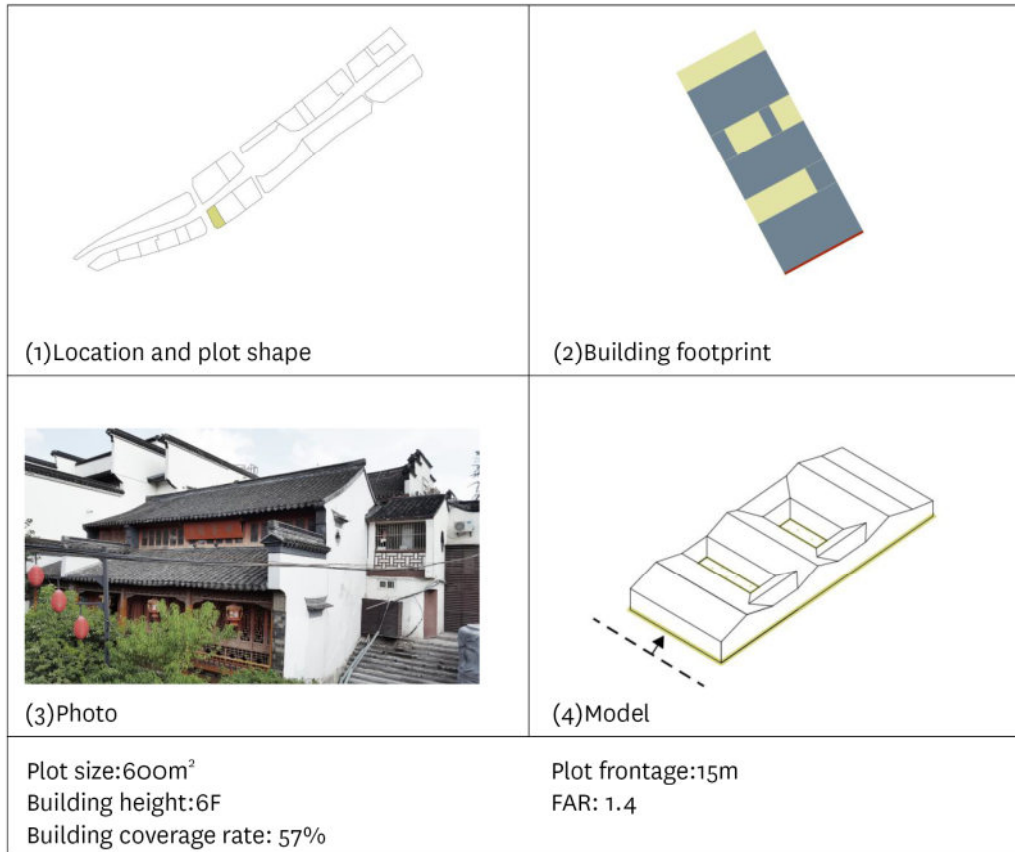 (1)Location and plot shape
(2)Building footprint
(3)Photo
(4)Model
Plot size:600m²
Building height:6F
Building coverage rate: 57%
Plot frontage:15m
FAR: 1.4